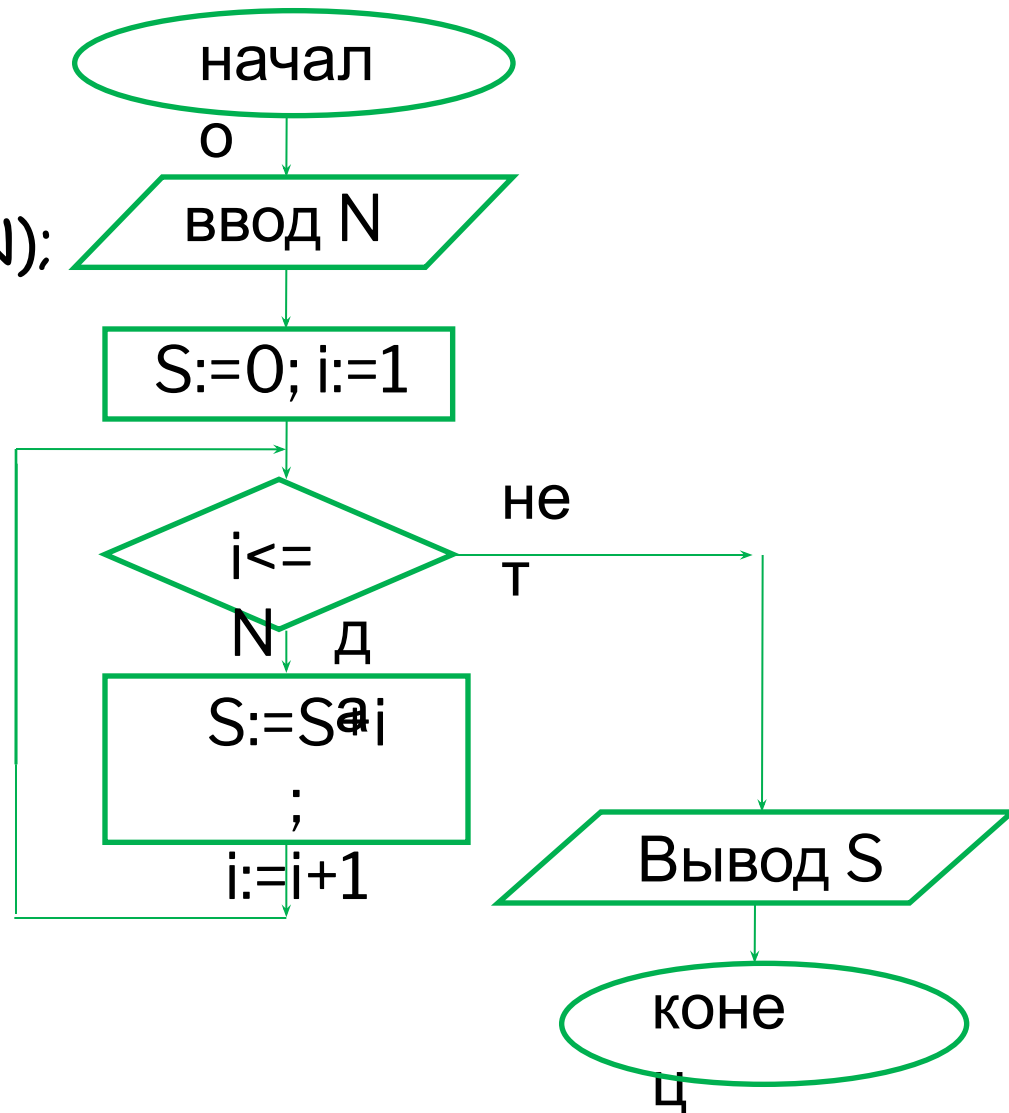 начал
о
ввод N
N);
S:=0; i:=1
i<=
N
не
т
д
а
S:=S+i
;
i:=i+1
Вывод S
коне
ц